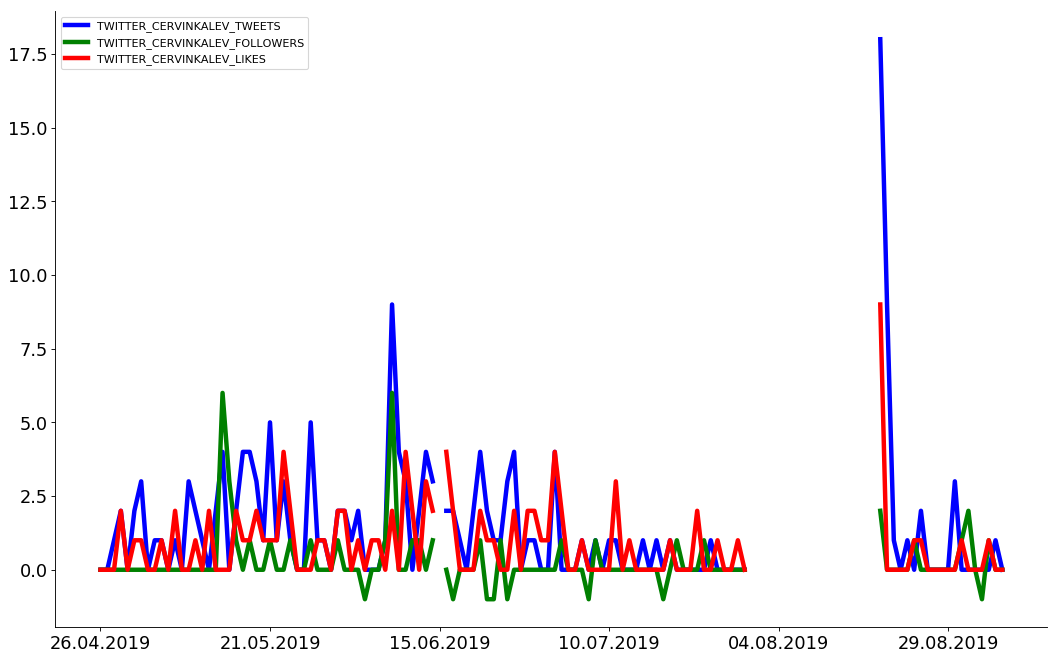 TWITTER_CERVINKALEV_TWEETS
TWITTER_CERVINKALEV_FOLLOWERS
TWITTER_CERVINKALEV_LIKES
17.5
15.0
12.5
10.0
7.5
5.0
2.5
0.0
26.04.2019 21.05.2019 15.06.2019 10.07.2019 04.08.2019 29.08.2019